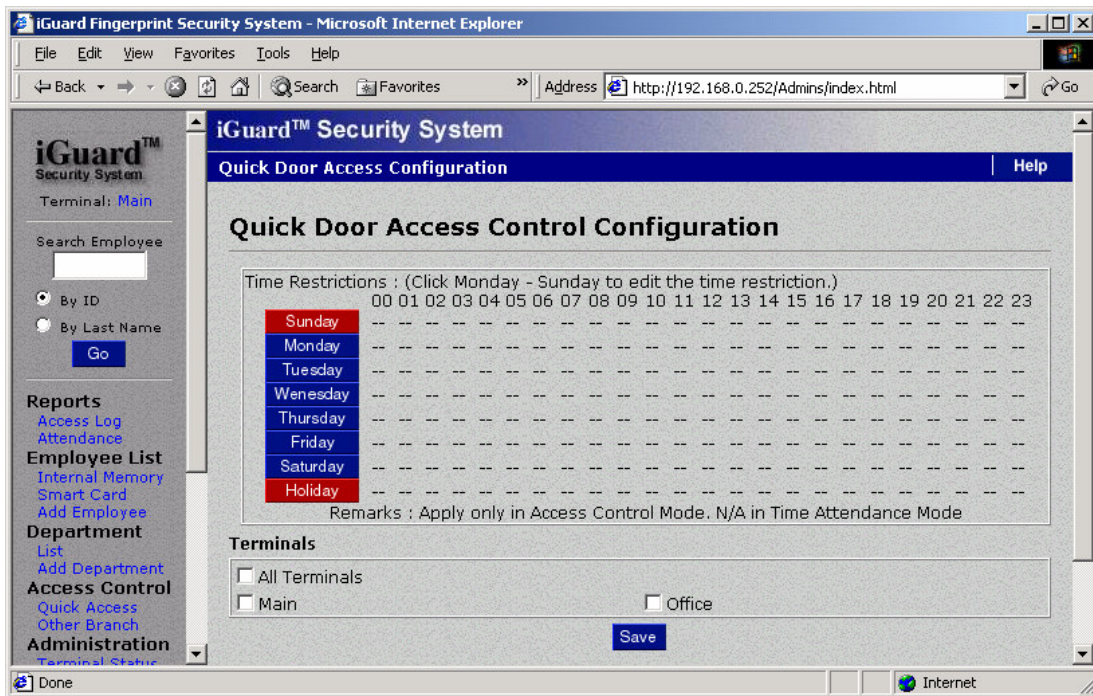 iGuard Fingerprint Security System - Microsoft Internet Explorer
File Edit View Favorites Tools Help
Back Search Favorites » Address http://192.168.0.252/Admins/index.html Go
iGuard™
Security System
Terminal: Main
Search Employee
By ID
By Last Name
Go
Reports
Access Log
Attendance
Employee List
Internal Memory
Smart Card
Add Employee
Department
List
Add Department
Access Control
Quick Access
Other Branch
Administration
Terminal Status
iGuard™ Security System
Quick Door Access Configuration | Help
Quick Door Access Control Configuration
Time Restrictions : (Click Monday - Sunday to edit the time restriction.)
00 01 02 03 04 05 06 07 08 09 10 11 12 13 14 15 16 17 18 19 20 21 22 23
Sunday -- -- -- -- -- -- -- -- -- -- -- -- -- -- -- -- -- -- -- -- -- -- -- --
Monday -- -- -- -- -- -- -- -- -- -- -- -- -- -- -- -- -- -- -- -- -- -- -- --
Tuesday -- -- -- -- -- -- -- -- -- -- -- -- -- -- -- -- -- -- -- -- -- -- -- --
Wenesday -- -- -- -- -- -- -- -- -- -- -- -- -- -- -- -- -- -- -- -- -- -- -- --
Thursday -- -- -- -- -- -- -- -- -- -- -- -- -- -- -- -- -- -- -- -- -- -- -- --
Friday -- -- -- -- -- -- -- -- -- -- -- -- -- -- -- -- -- -- -- -- -- -- -- --
Saturday -- -- -- -- -- -- -- -- -- -- -- -- -- -- -- -- -- -- -- -- -- -- -- --
Holiday -- -- -- -- -- -- -- -- -- -- -- -- -- -- -- -- -- -- -- -- -- -- -- --
Remarks : Apply only in Access Control Mode. N/A in Time Attendance Mode
Terminals
All Terminals
Main Office
Save
Done Internet